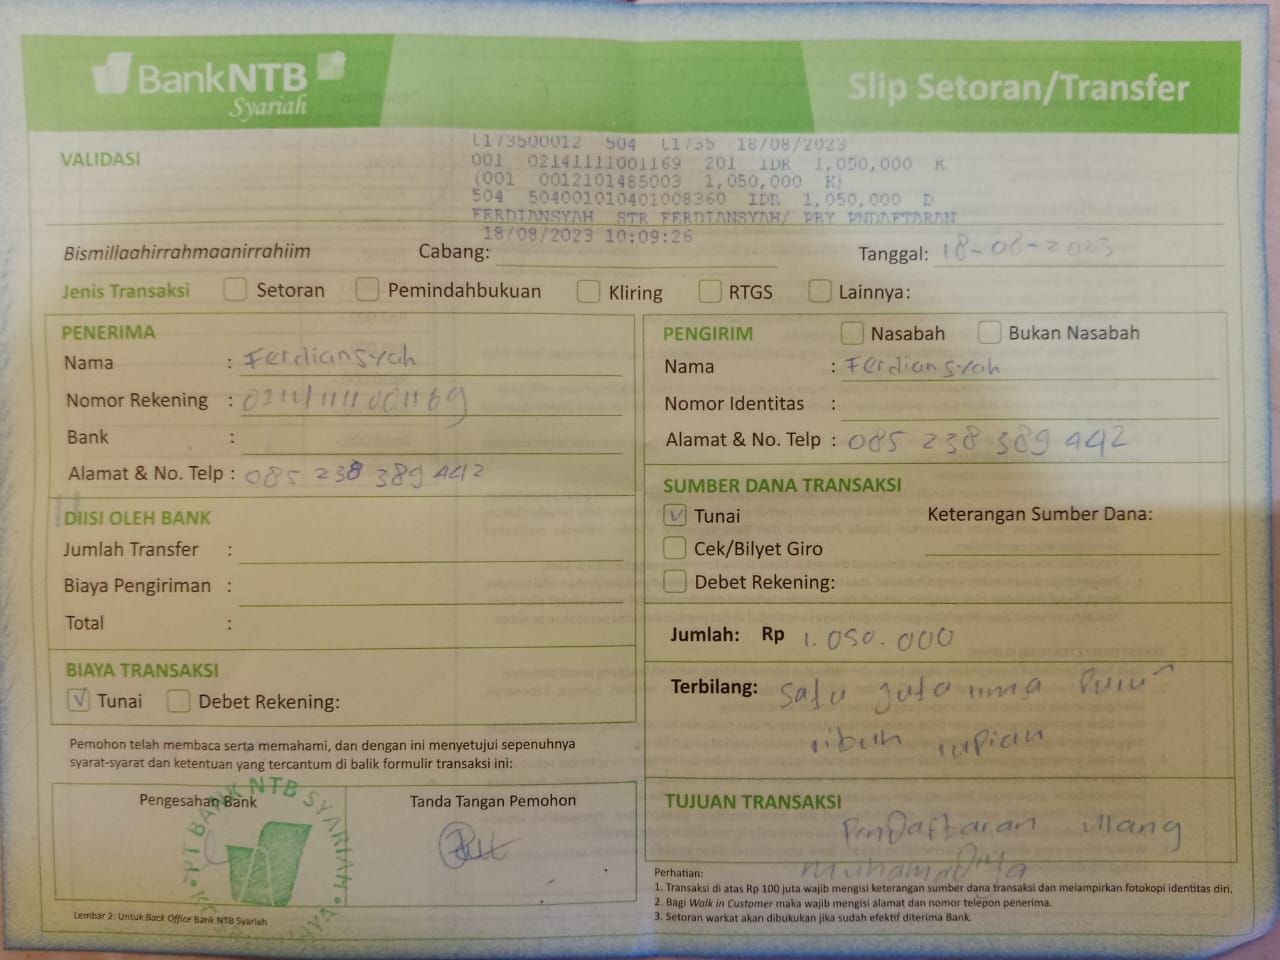 BankNTB
Syariah
Slip Setoran/Transfer
VALIDASI
L173500012 504 L1735 18/08/2023
001 02141111001169 201 IDR 1,050,000 K
(001 0012101485003 1,050,000 K)
504 504001010401008360 IDR 1,050,000 D
FERDIANSYAH STR FERDIANSYAH/ PBY PNDAFTARAN
18/08/2023 10:09:26
Bismillaahirrahmaanirrahiim Cabang: Tanggal: 18-08-2023
Jenis Transaksi Setoran Pemindahbukuan Kliring RTGS Lainnya:
PENERIMA
Nama : Ferdiansyah
Nomor Rekening :
Bank :
Alamat & No. Telp : 085 238 389 442
DIISI OLEH BANK
Jumlah Transfer :
Biaya Pengiriman :
Total :
BIAYA TRANSAKSI
Tunai Debet Rekening:
Pemohon telah membaca serta memahami, dan dengan ini menyetujui sepenuhnya
syarat-syarat dan ketentuan yang tercantum di balik formulir transaksi ini:
Pengesahan Bank Tanda Tangan Pemohon
PT BANK NTB SYARIAH
Lembar 2: Untuk Back Office Bank NTB Syariah
PENGIRIM Nasabah Bukan Nasabah
Nama : Ferdiansyah
Nomor Identitas :
Alamat & No. Telp : 085 238 389 442
SUMBER DANA TRANSAKSI
Tunai Keterangan Sumber Dana:
Cek/Bilyet Giro
Debet Rekening:
Jumlah: Rp 1.050.000
Terbilang: satu juta lima puluh
ribuh rupiah
TUJUAN TRANSAKSI
Pendaftaran ulang
Perhatian:
1. Transaksi di atas Rp 100 juta wajib mengisi keterangan sumber dana transaksi dan melampirkan fotokopi identitas diri.
2. Bagi Walk in Customer maka wajib mengisi alamat dan nomor telepon penerima.
3. Setoran warkat akan dibukukan jika sudah efektif diterima Bank.